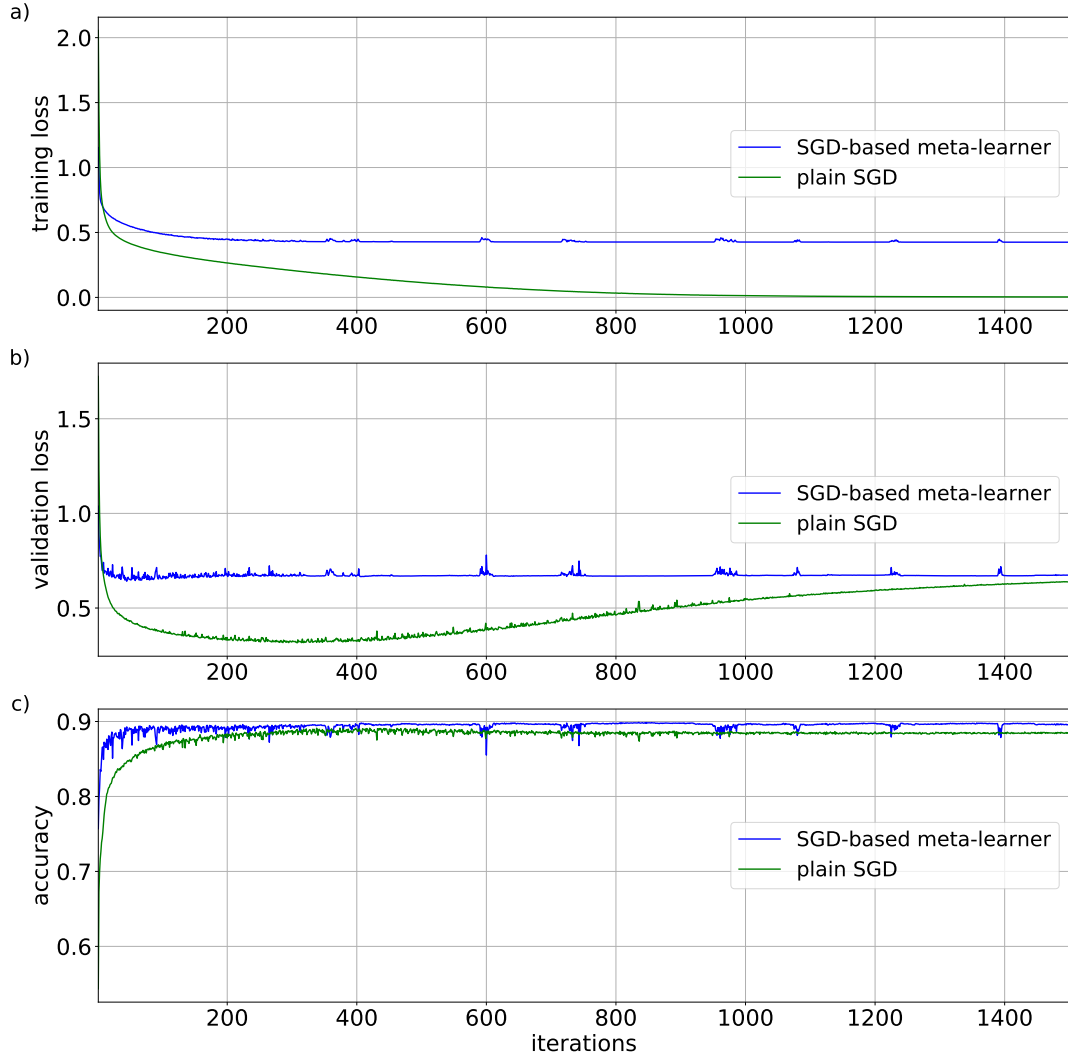 a)
training loss
2.0
1.5
1.0
0.5
0.0
SGD-based meta-learner
plain SGD
200 400 600 800 1000 1200 1400
b)
validation loss
1.5
1.0
0.5
SGD-based meta-learner
plain SGD
200 400 600 800 1000 1200 1400
c)
accuracy
0.9
0.8
0.7
0.6
SGD-based meta-learner
plain SGD
200 400 600 800 1000 1200 1400
iterations